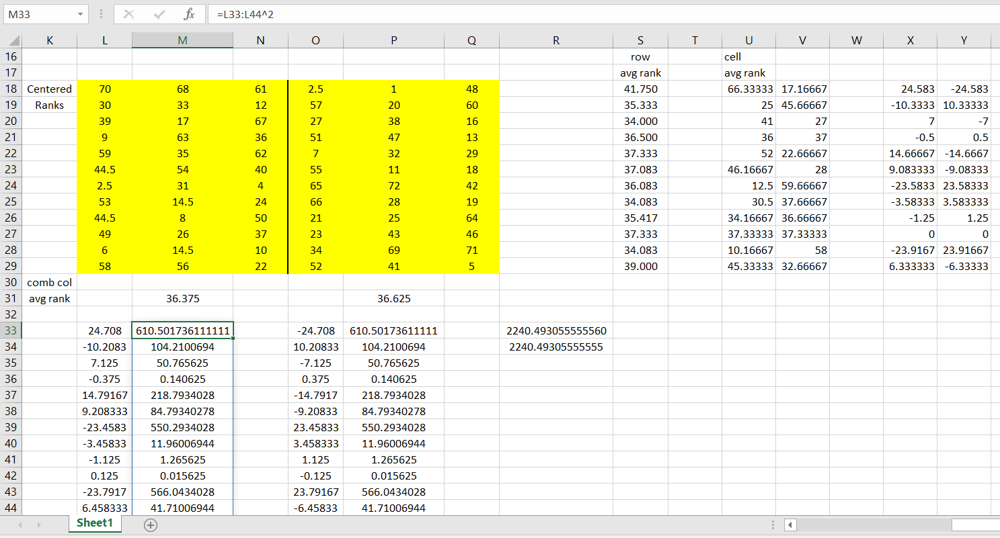 M33 =L33:L44^2
K L M N O P Q R S T U V W X Y
16 row cell
17 avg rank avg rank
18 Centered 70 68 61 2.5 1 48 41.750 66.33333 17.16667 24.583 -24.583
19 Ranks 30 33 12 57 20 60 35.333 25 45.66667 -10.3333 10.33333
20 39 17 67 27 38 16 34.000 41 27 7 -7
21 9 63 36 51 47 13 36.500 36 37 -0.5 0.5
22 59 35 62 7 32 29 37.333 52 22.66667 14.66667 -14.6667
23 44.5 54 40 55 11 18 37.083 46.16667 28 9.083333 -9.08333
24 2.5 31 4 65 72 42 36.083 12.5 59.66667 -23.5833 23.58333
25 53 14.5 24 66 28 19 34.083 30.5 37.66667 -3.58333 3.583333
26 44.5 8 50 21 25 64 35.417 34.16667 36.66667 -1.25 1.25
27 49 26 37 23 43 46 37.333 37.33333 37.33333 0 0
28 6 14.5 10 34 69 71 34.083 10.16667 58 -23.9167 23.91667
29 58 56 22 52 41 5 39.000 45.33333 32.66667 6.333333 -6.33333
30 comb col
31 avg rank 36.375 36.625
32
33 24.708 610.501736111111 -24.708 610.50173611111 2240.493055555560
34 -10.2083 104.2100694 10.20833 104.2100694 2240.49305555555
35 7.125 50.765625 -7.125 50.765625
36 -0.375 0.140625 0.375 0.140625
37 14.79167 218.7934028 -14.7917 218.7934028
38 9.208333 84.79340278 -9.20833 84.79340278
39 -23.4583 550.2934028 23.45833 550.2934028
40 -3.45833 11.96006944 3.458333 11.96006944
41 -1.125 1.265625 1.125 1.265625
42 0.125 0.015625 -0.125 0.015625
43 -23.7917 566.0434028 23.79167 566.0434028
44 6.458333 41.71006944 -6.45833 41.71006944
Sheet1